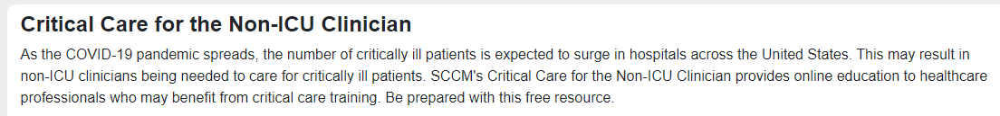 Critical Care for the Non-ICU Clinician
As the COVID-19 pandemic spreads, the number of critically ill patients is expected to surge in hospitals across the United States. This may result in
non-ICU clinicians being needed to care for critically ill patients. SCCM's Critical Care for the Non-ICU Clinician provides online education to healthcare
professionals who may benefit from critical care training. Be prepared with this free resource.